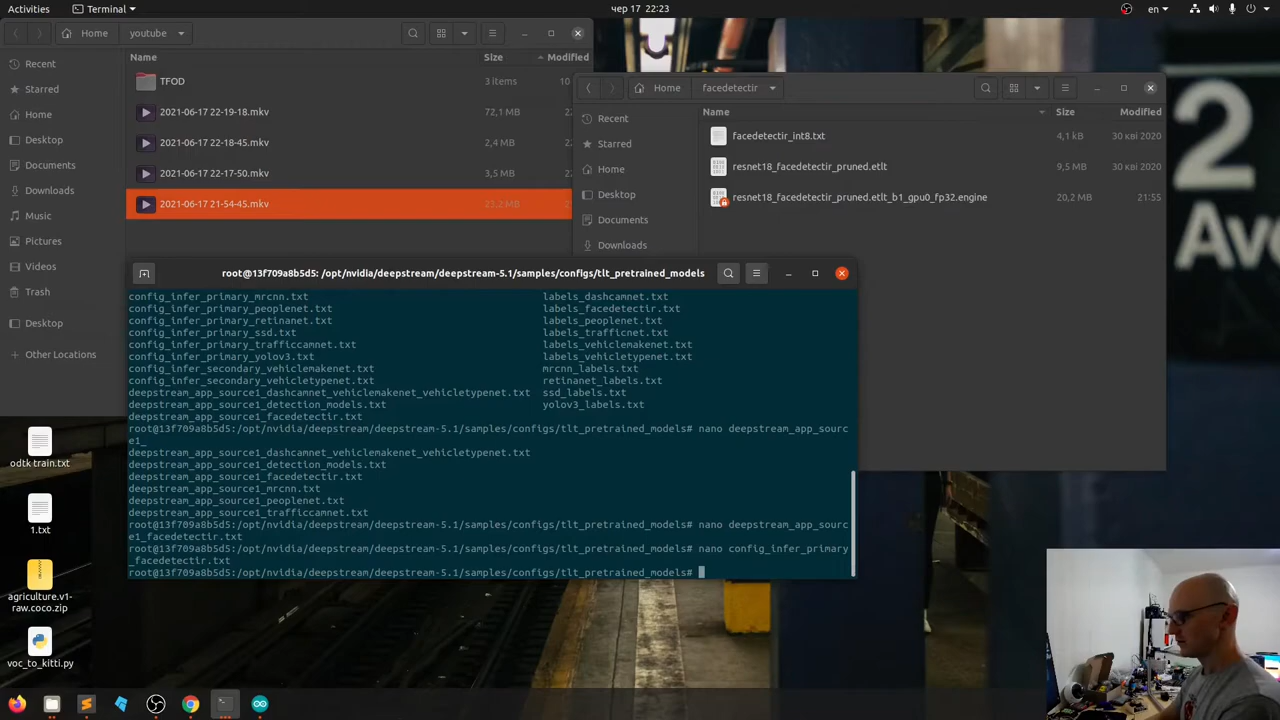 Activities
Terminal
чер 17 22:23
en
Home
youtube
Name
Size
Modified
Recent
Starred
Home
Desktop
Documents
Downloads
Music
Pictures
Videos
Trash
Desktop
Other Locations
TFOD
3 items
10
2021-06-17 22-19-18.mkv
72,1 MB
22
2021-06-17 22-18-45.mkv
2,4 MB
22
2021-06-17 22-17-50.mkv
3,5 MB
22
2021-06-17 21-54-45.mkv
23,2 MB
Home
facedetectir
Name
Size
Modified
Recent
Starred
Home
Desktop
Documents
Downloads
facedetectir_int8.txt
4,1 kB
30 кві 2020
resnet18_facedetectir_pruned.etlt
9,5 MB
30 кві 2020
resnet18_facedetectir_pruned.etlt_b1_gpu0_fp32.engine
20,2 MB
21:55
root@13f709a8b5d5: /opt/nvidia/deepstream/deepstream-5.1/samples/configs/tlt_pretrained_models
config_infer_primary_mrcnn.txt labels_dashcamnet.txt
config_infer_primary_peoplenet.txt labels_facedetectir.txt
config_infer_primary_retinanet.txt labels_peoplenet.txt
config_infer_primary_ssd.txt labels_trafficnet.txt
config_infer_primary_trafficcamnet.txt labels_vehiclemakenet.txt
config_infer_primary_yolov3.txt labels_vehicletypenet.txt
config_infer_secondary_vehiclemakenet.txt mrcnn_labels.txt
config_infer_secondary_vehicletypenet.txt retinanet_labels.txt
deepstream_app_source1_dashcamnet_vehiclemakenet_vehicletypenet.txt ssd_labels.txt
deepstream_app_source1_detection_models.txt yolov3_labels.txt
deepstream_app_source1_facedetectir.txt
root@13f709a8b5d5:/opt/nvidia/deepstream/deepstream-5.1/samples/configs/tlt_pretrained_models# nano deepstream_app_sourc
e1_
deepstream_app_source1_dashcamnet_vehiclemakenet_vehicletypenet.txt
deepstream_app_source1_detection_models.txt
deepstream_app_source1_facedetectir.txt
deepstream_app_source1_mrcnn.txt
deepstream_app_source1_peoplenet.txt
deepstream_app_source1_trafficcamnet.txt
root@13f709a8b5d5:/opt/nvidia/deepstream/deepstream-5.1/samples/configs/tlt_pretrained_models# nano deepstream_app_sourc
e1_facedetectir.txt
root@13f709a8b5d5:/opt/nvidia/deepstream/deepstream-5.1/samples/configs/tlt_pretrained_models# nano config_infer_primary
_facedetectir.txt
root@13f709a8b5d5:/opt/nvidia/deepstream/deepstream-5.1/samples/configs/tlt_pretrained_models#
odtk train.txt
1.txt
agriculture.v1-
raw.coco.zip
voc_to_kitti.py
2
Ave